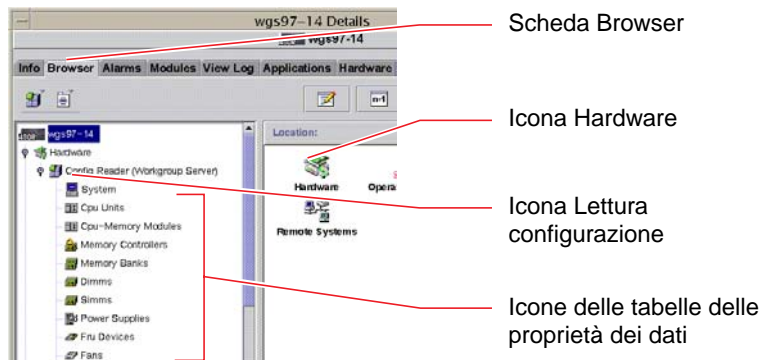 wgs97-14 Details
wgs97-14
Info Browser Alarms Modules View Log Applications Hardware
Location:
wgs97-14
Hardware
Config Reader (Workgroup Server)
System
Cpu Units
Cpu-Memory Modules
Memory Controllers
Memory Banks
Dimms
Simms
Power Supplies
Fru Devices
Fans
Hardware
Remote Systems
Scheda Browser
Icona Hardware
Icona Lettura
configurazione
Icone delle tabelle delle
proprietà dei dati